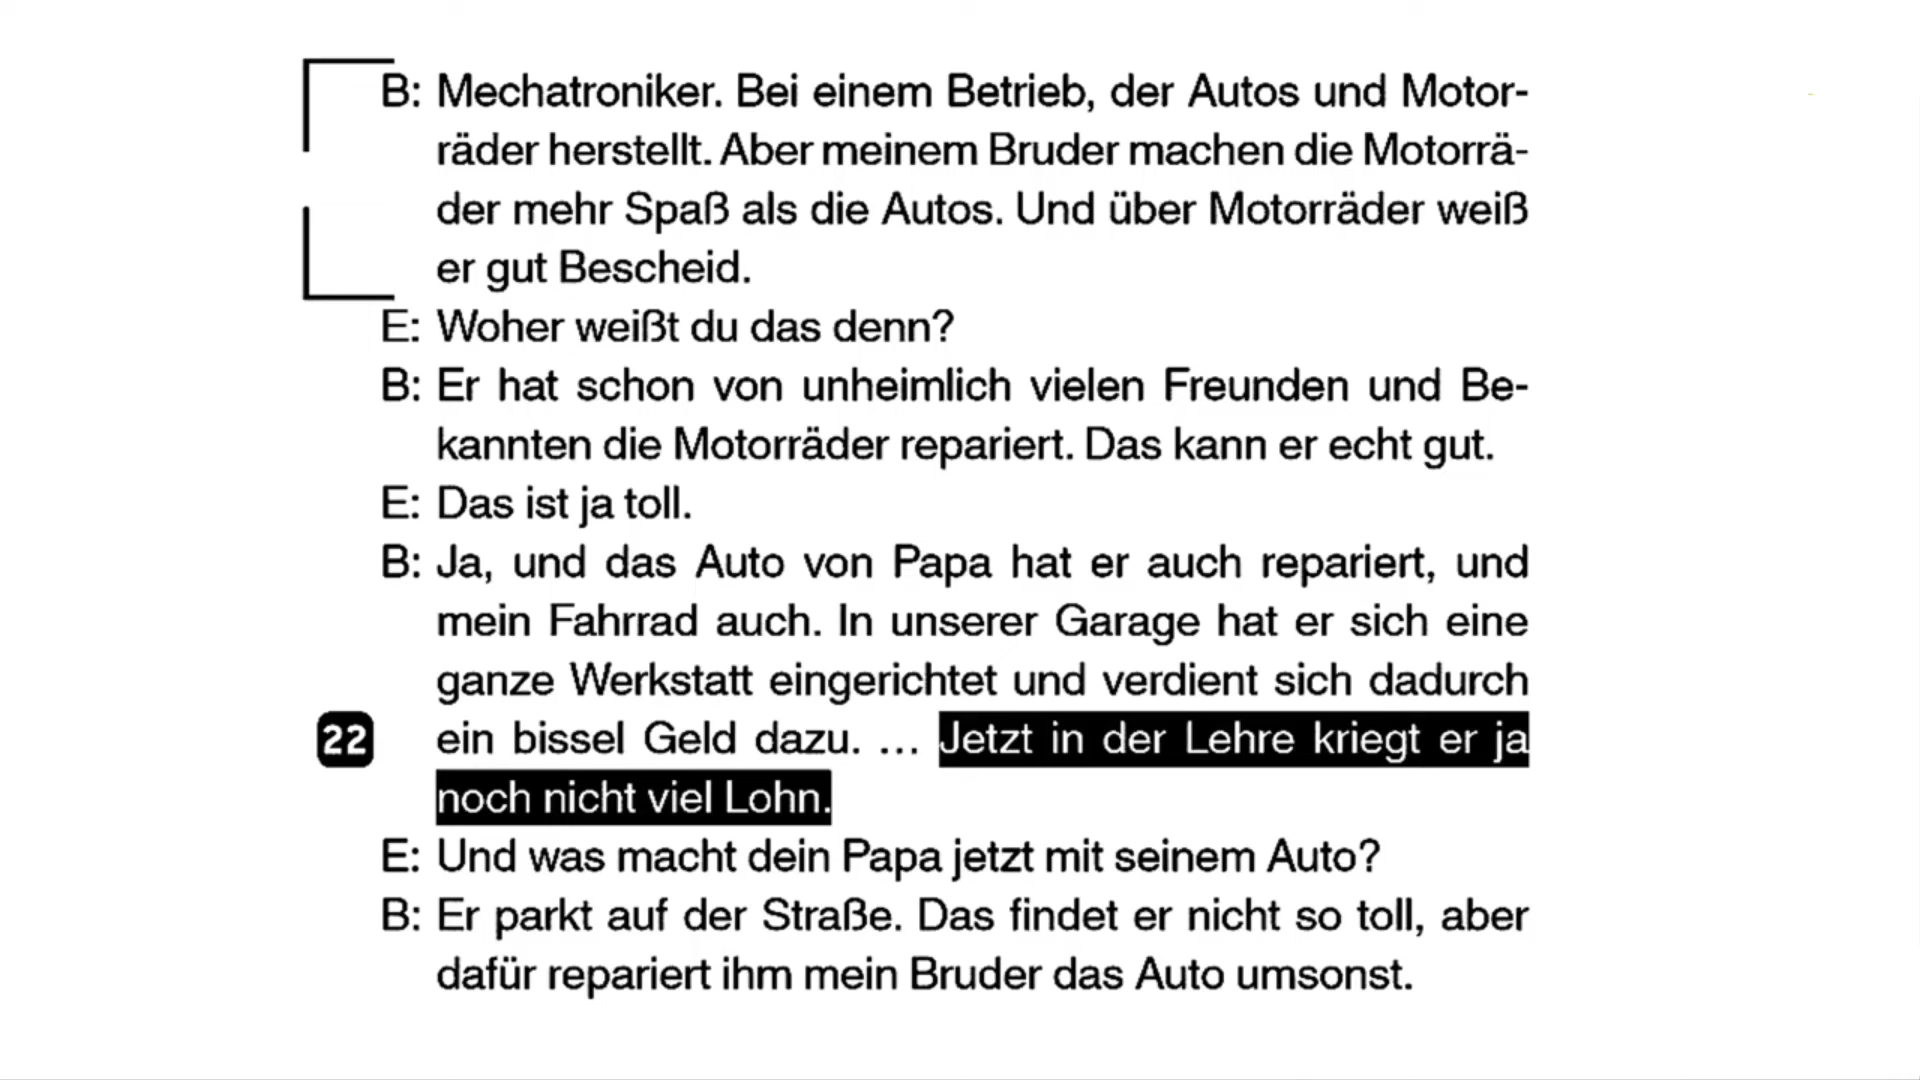 B: Mechatroniker. Bei einem Betrieb, der Autos und Motor-
räder herstellt. Aber meinem Bruder machen die Motorrä-
der mehr Spaß als die Autos. Und über Motorräder weiß
er gut Bescheid.
E: Woher weißt du das denn?
B: Er hat schon von unheimlich vielen Freunden und Be-
kannten die Motorräder repariert. Das kann er echt gut.
E: Das ist ja toll.
B: Ja, und das Auto von Papa hat er auch repariert, und
mein Fahrrad auch. In unserer Garage hat er sich eine
ganze Werkstatt eingerichtet und verdient sich dadurch
22 ein bissel Geld dazu. ... Jetzt in der Lehre kriegt er ja
noch nicht viel Lohn.
E: Und was macht dein Papa jetzt mit seinem Auto?
B: Er parkt auf der Straße. Das findet er nicht so toll, aber
dafür repariert ihm mein Bruder das Auto umsonst.